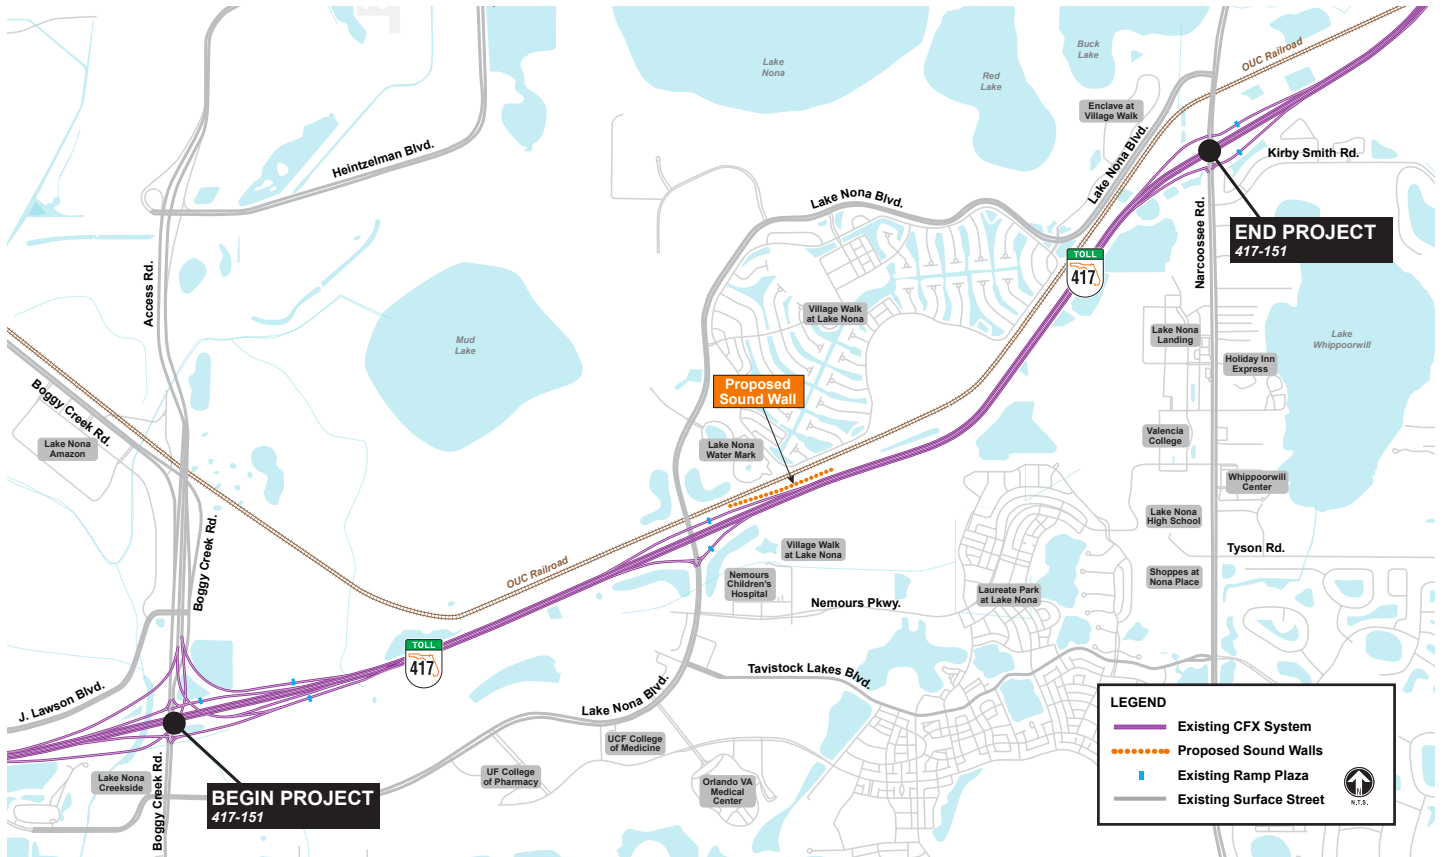 Buck
Lake
OUC Railroad
Lake
Nona
Red
Lake
Enclave at
Village Walk
Heintzelman Blvd.
Lake Nona Blvd.
Kirby Smith Rd.
Lake Nona Blvd.
Narcoossee Rd.
END PROJECT
417-151
TOLL
417
Access Rd.
Village Walk
at Lake Nona
Lake Nona
Landing
Lake
Whippoorwill
Mud
Lake
Holiday Inn
Express
Proposed
Sound Wall
Boggy Creek Rd.
Lake Nona
Amazon
Lake Nona
Water Mark
Valencia
College
Whippoorwill
Center
Lake Nona
High School
Boggy Creek Rd.
OUC Railroad
Village Walk
at Lake Nona
Tyson Rd.
Nemours
Children's
Hospital
Shoppes at
Nona Place
Laureate Park
at Lake Nona
Nemours Pkwy.
TOLL
417
Tavistock Lakes Blvd.
J. Lawson Blvd.
Lake Nona Blvd.
UCF College
of Medicine
UF College
of Pharmacy
Orlando VA
Medical
Center
Lake Nona
Creekside
Boggy Creek Rd.
BEGIN PROJECT
417-151
LEGEND
Existing CFX System
Proposed Sound Walls
Existing Ramp Plaza
Existing Surface Street
N
N.T.S.